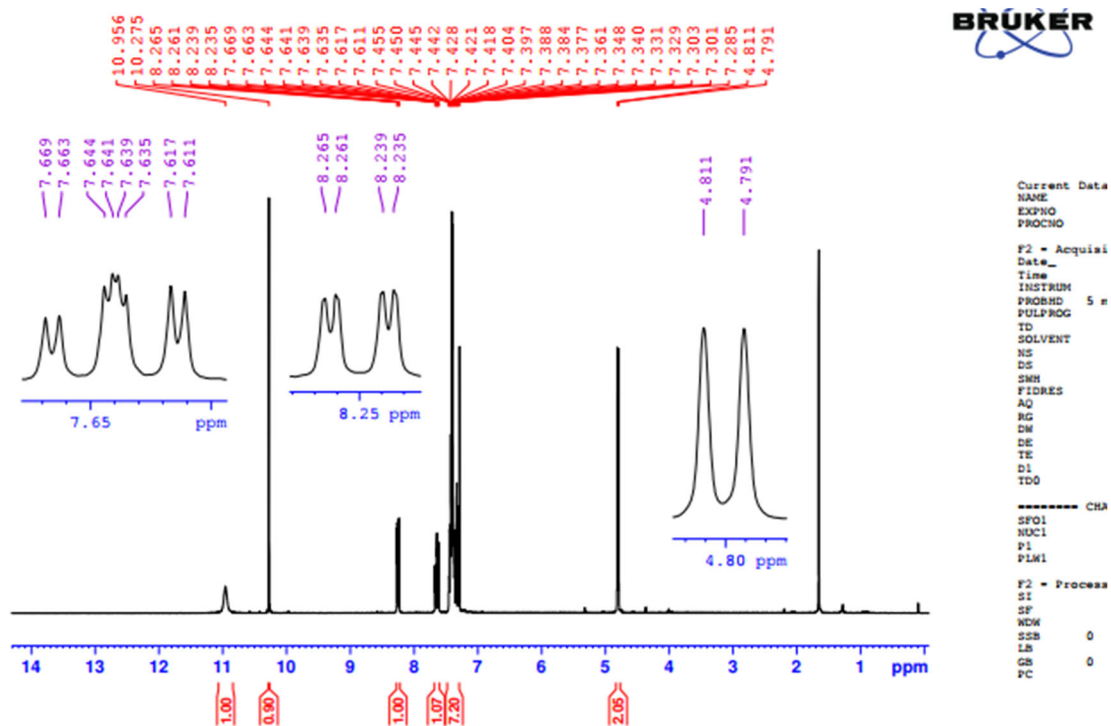 BRUKER
10.956
10.275
8.265
8.261
8.239
8.235
7.669
7.663
7.644
7.641
7.639
7.635
7.617
7.611
7.455
7.450
7.445
7.442
7.428
7.421
7.418
7.404
7.397
7.388
7.384
7.377
7.361
7.348
7.340
7.331
7.329
7.303
7.301
7.285
4.811
4.791
7.669
7.663
7.644
7.641
7.639
7.635
7.617
7.611
8.265
8.261
8.239
8.235
4.811
4.791
7.65 ppm
8.25 ppm
4.80 ppm
14 13 12 11 10 9 8 7 6 5 4 3 2 1 ppm
1.00
0.90
1.00
1.07
7.20
2.05
Current Data
NAME
EXPNO
PROCNO
F2 - Acquisi
Date_
Time
INSTRUM
PROBHD 5 m
PULPROG
TD
SOLVENT
NS
DS
SWH
FIDRES
AQ
RG
DW
DE
TE
D1
TD0
======== CHA
SFO1
NUC1
P1
PLW1
F2 - Process
SI
SF
WDW
SSB 0
LB
GB 0
PC